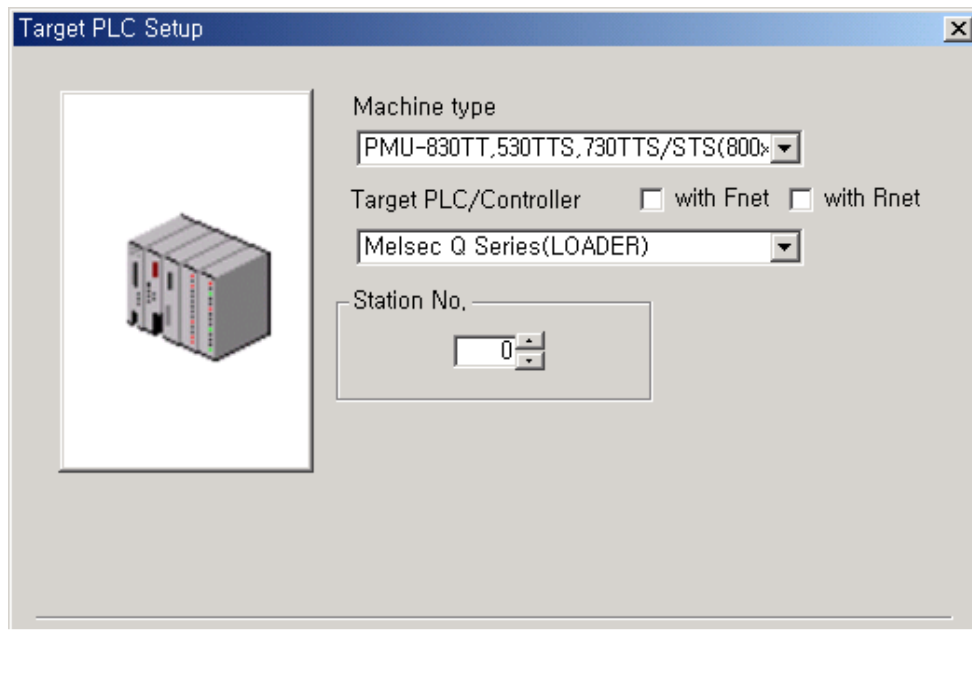 Target PLC Setup
Machine type
PMU-830TT,530TTS,730TTS/STS(800x
Target PLC/Controller with Fnet with Rnet
Melsec Q Series(LOADER)
Station No,
0